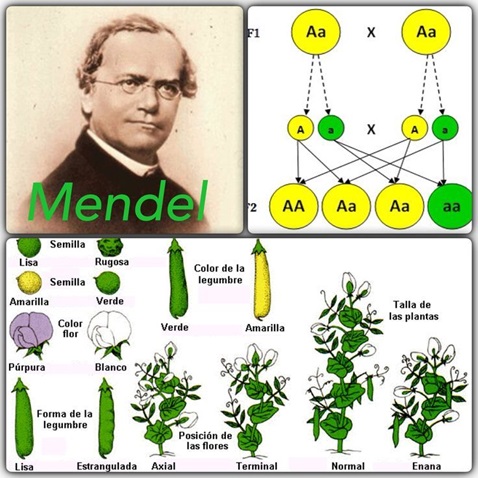 Mendel
F1
Aa X Aa
A a X A a
F2
AA Aa Aa aa
Semilla
Lisa Rugosa
Semilla
Amarilla Verde
Color
flor
Púrpura Blanco
Forma de la
legumbre
Lisa Estrangulada
Color de la
legumbre
Verde Amarilla
Posición de
las flores
Axial Terminal
Talla de
las plantas
Normal Enana